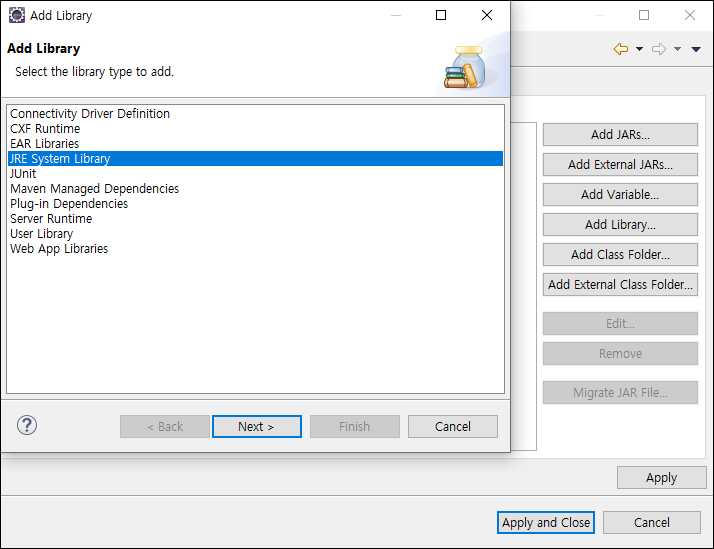 Add Library
Add Library
Select the library type to add.
Connectivity Driver Definition
CXF Runtime
EAR Libraries
JRE System Library
JUnit
Maven Managed Dependencies
Plug-in Dependencies
Server Runtime
User Library
Web App Libraries
< Back
Next >
Finish
Cancel
Add JARs...
Add External JARs...
Add Variable...
Add Library...
Add Class Folder...
Add External Class Folder...
Edit...
Remove
Migrate JAR File...
Apply
Apply and Close
Cancel